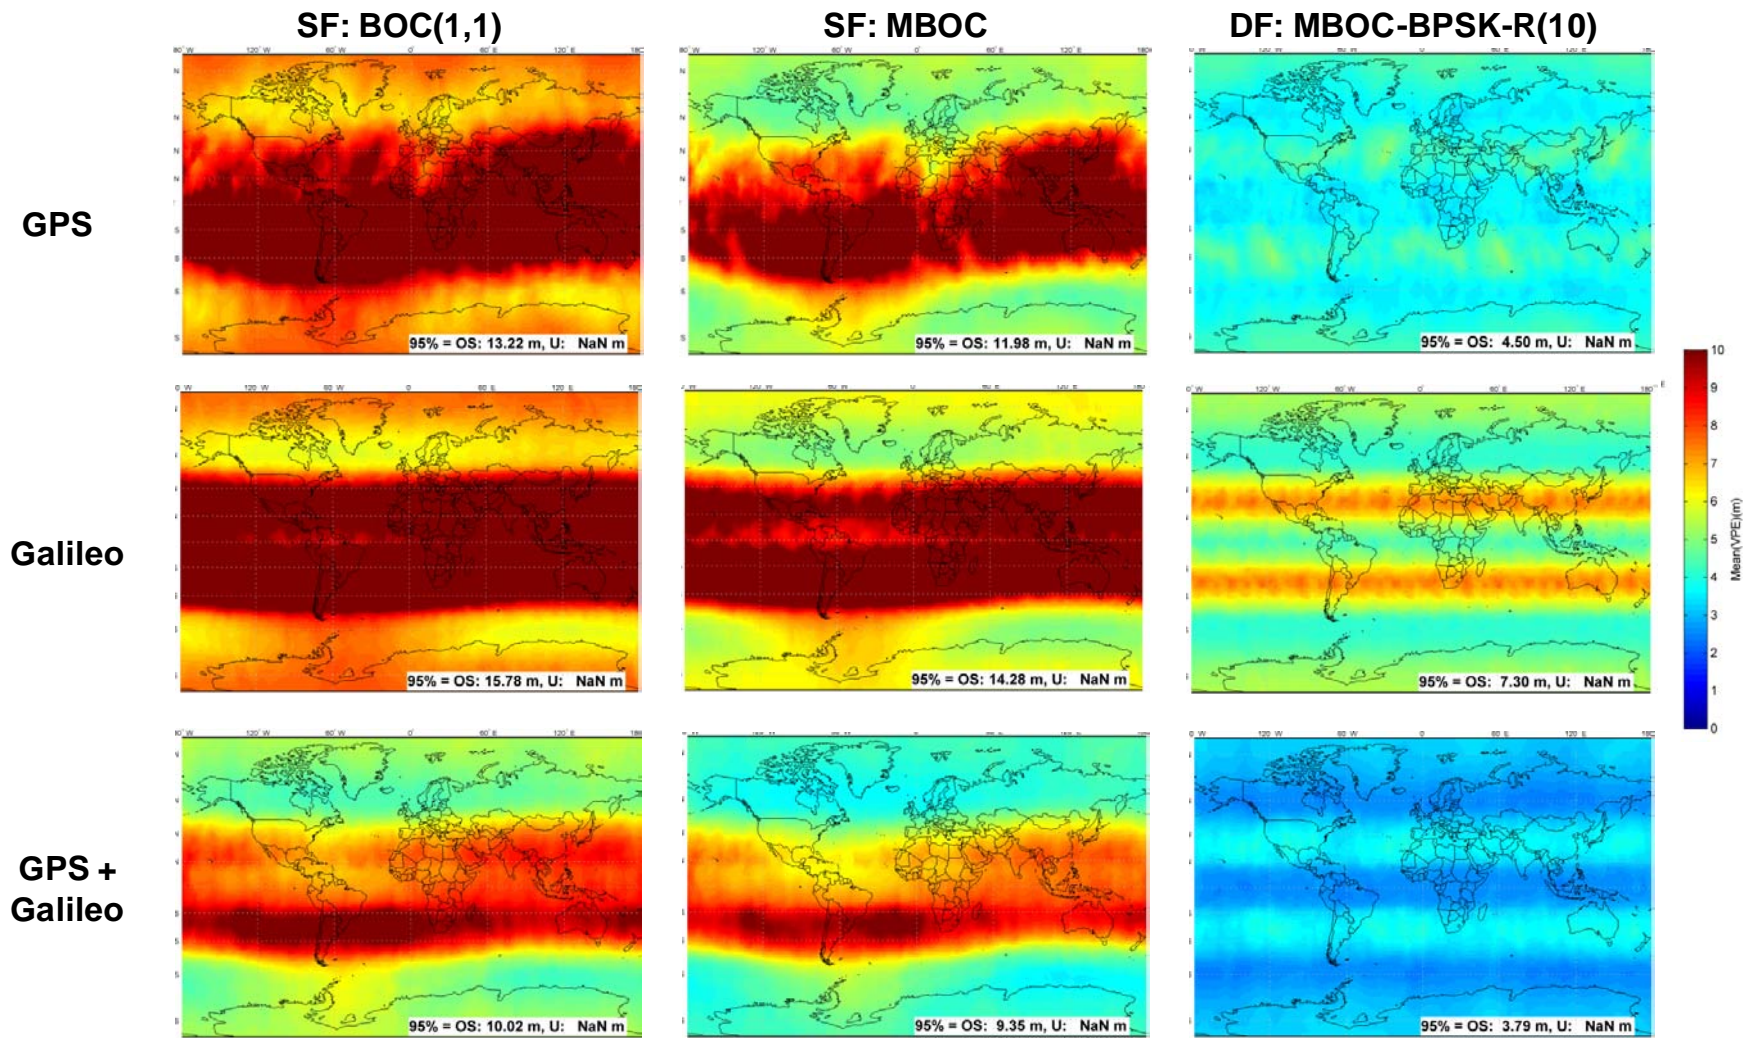 SF: BOC(1,1)
SF: MBOC
DF: MBOC-BPSK-R(10)
GPS
95% = OS: 13.22 m, U: NaN m
95% = OS: 11.98 m, U: NaN m
95% = OS: 4.50 m, U: NaN m
Galileo
95% = OS: 15.78 m, U: NaN m
95% = OS: 14.28 m, U: NaN m
95% = OS: 7.30 m, U: NaN m
GPS +
Galileo
95% = OS: 10.02 m, U: NaN m
95% = OS: 9.35 m, U: NaN m
95% = OS: 3.79 m, U: NaN m
10
9
8
7
6
5
4
3
2
1
0
Mean(VPE)(m)